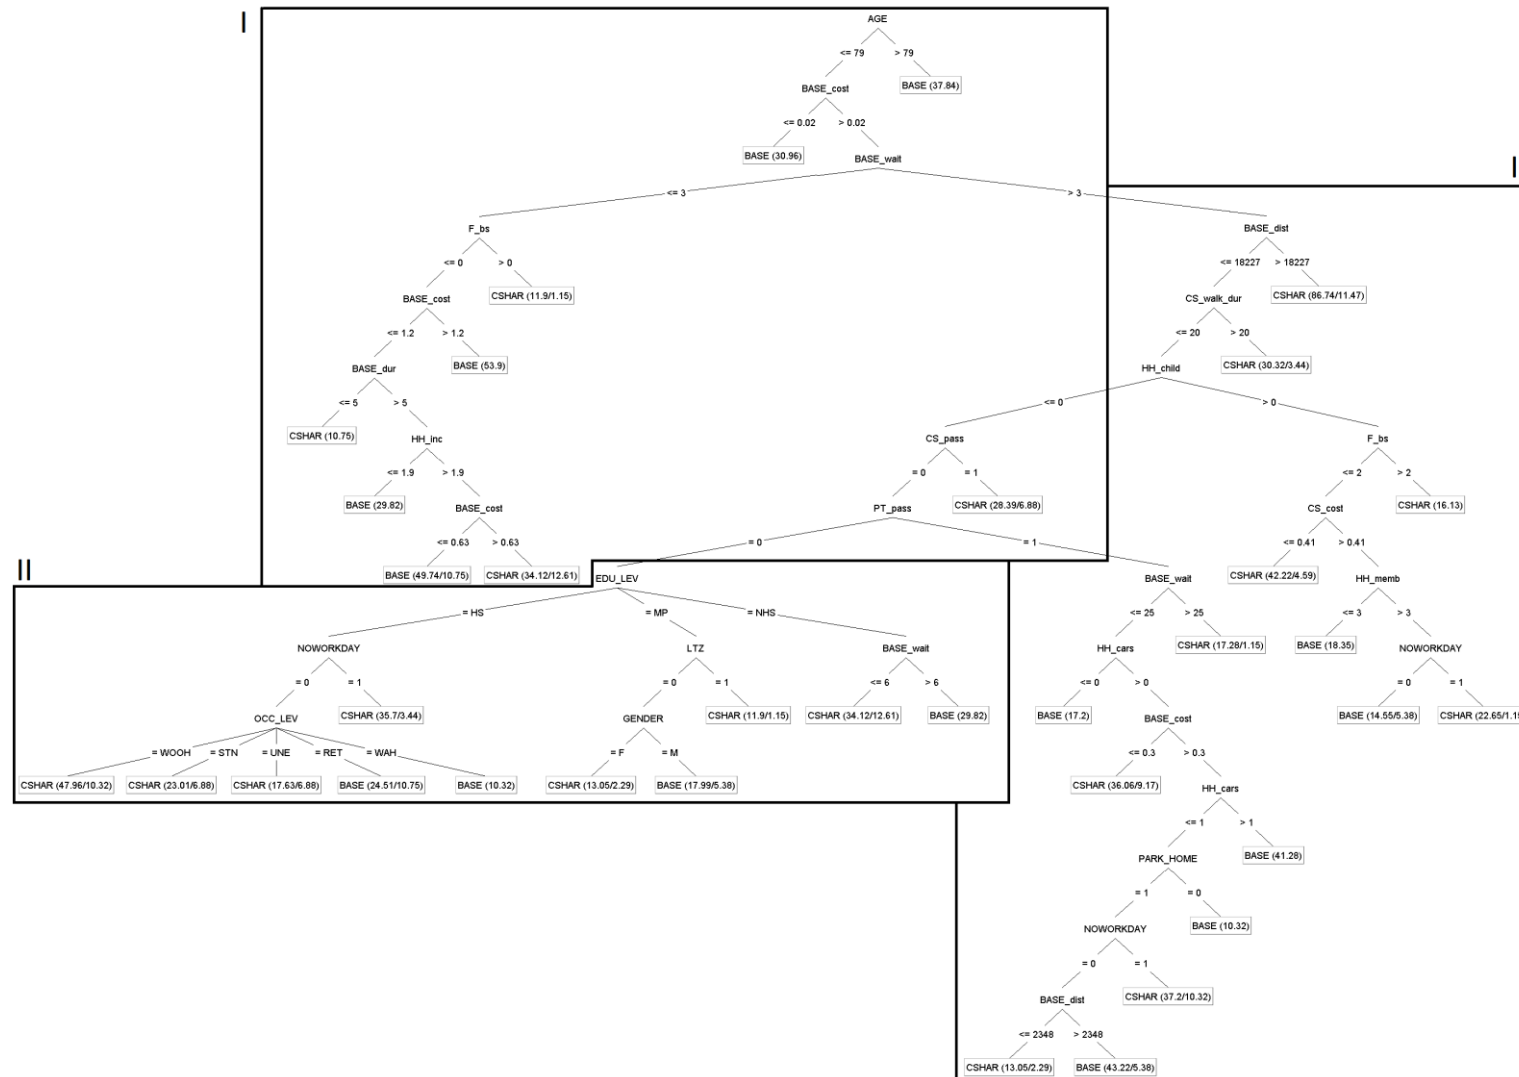 I
AGE
<= 79 > 79
BASE_cost BASE (37.84)
<= 0.02 > 0.02
BASE (30.96) BASE_wait
I
<= 3 > 3
F_bs BASE_dist
<= 0 > 0 <= 18227 > 18227
BASE_cost CSHAR (11.9/1.15) CS_walk_dur CSHAR (86.74/11.47)
<= 1.2 > 1.2 <= 20 > 20
BASE_dur BASE (53.9) HH_child CSHAR (30.32/3.44)
<= 5 > 5 <= 0 > 0
CSHAR (10.75) HH_inc CS_pass F_bs
<= 1.9 > 1.9 = 0 = 1 <= 2 > 2
BASE (29.82) BASE_cost PT_pass CSHAR (28.39/6.88) CS_cost CSHAR (16.13)
<= 0.63 > 0.63 = 0 = 1 <= 0.41 > 0.41
II
BASE (49.74/10.75) CSHAR (34.12/12.61) EDU_LEV BASE_wait CSHAR (42.22/4.59) HH_memb
= HS = MP = NHS <= 25 > 25 <= 3 > 3
NOWORKDAY LTZ BASE_wait HH_cars CSHAR (17.28/1.15) BASE (18.35) NOWORKDAY
= 0 = 1 = 0 = 1 <= 6 > 6 <= 0 > 0 = 0 = 1
OCC_LEV CSHAR (35.7/3.44) GENDER CSHAR (11.9/1.15) CSHAR (34.12/12.61) BASE (29.82) BASE (17.2) BASE_cost BASE (14.55/5.38) CSHAR (22.65/1.15
= WOOH = STN = UNE = RET = WAH = F = M <= 0.3 > 0.3
CSHAR (47.96/10.32) CSHAR (23.01/6.88) CSHAR (17.63/6.88) BASE (24.51/10.75) BASE (10.32) CSHAR (13.05/2.29) BASE (17.99/5.38) CSHAR (36.06/9.17) HH_cars
<= 1 > 1
PARK_HOME BASE (41.28)
= 1 = 0
NOWORKDAY BASE (10.32)
= 0 = 1
BASE_dist CSHAR (37.2/10.32)
<= 2348 > 2348
CSHAR (13.05/2.29) BASE (43.22/5.38)